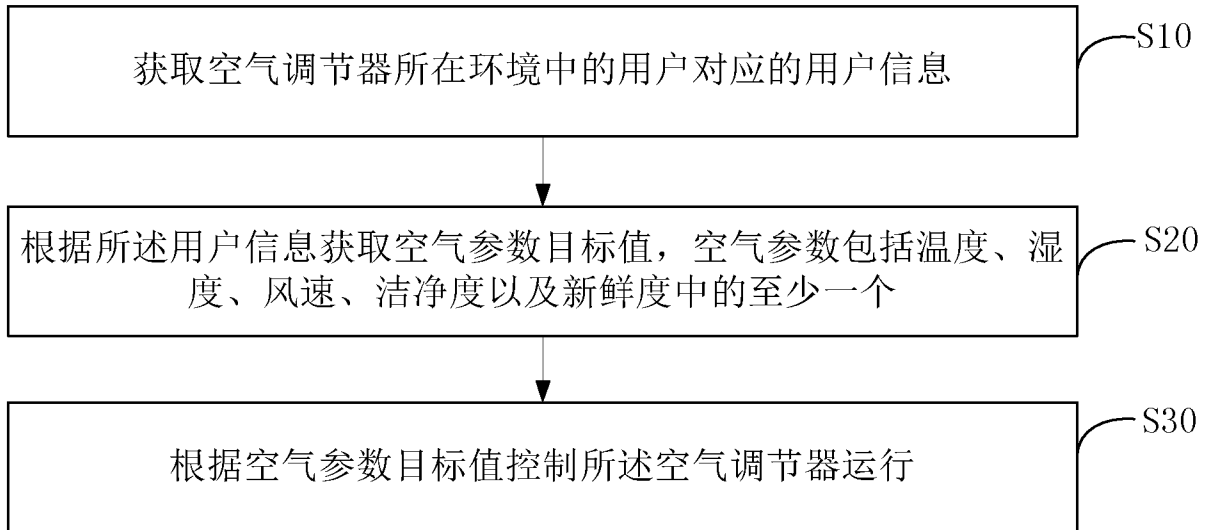 获取空气调节器所在环境中的用户对应的用户信息
S10
根据所述用户信息获取空气参数目标值，空气参数包括温度、湿
度、风速、洁净度以及新鲜度中的至少一个
S20
根据空气参数目标值控制所述空气调节器运行
S30